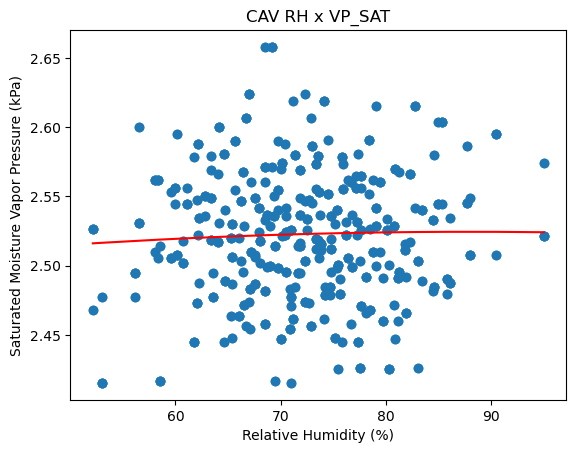 CAV RH x VP_SAT
Saturated Moisture Vapor Pressure (kPa)
2.65
2.60
2.55
2.50
2.45
60 70 80 90
Relative Humidity (%)